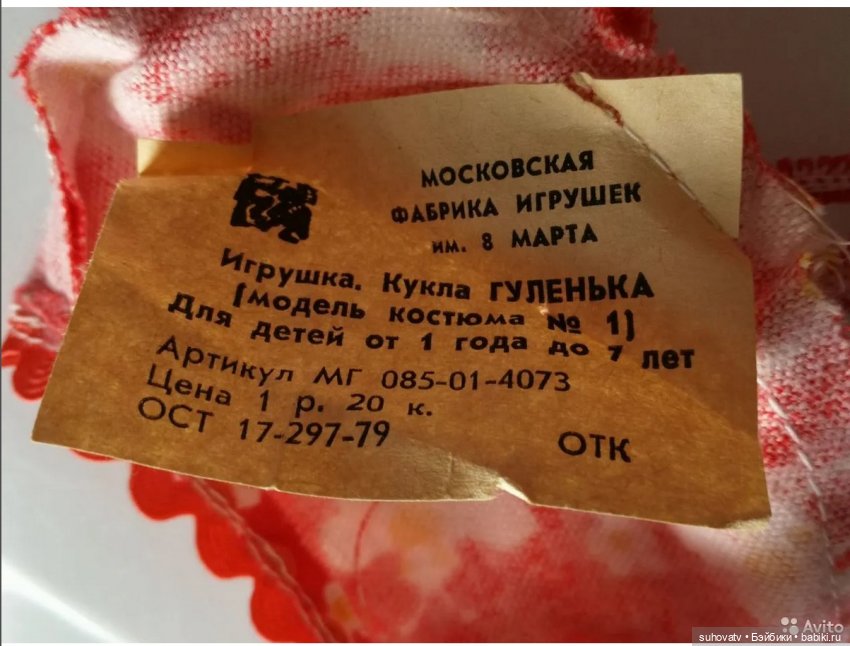 МОСКОВСКАЯ
ФАБРИКА ИГРУШЕК
им. 8 МАРТА
Игрушка. Кукла ГУЛЕНЬКА
(модель костюма № 1)
Для детей от 1 года до 7 лет
Артикул МГ 085-01-4073
Цена 1 р. 20 к.
ОСТ 17-297-79
ОТК
Avito
suhovatv • Бэйбики • babiki.ru